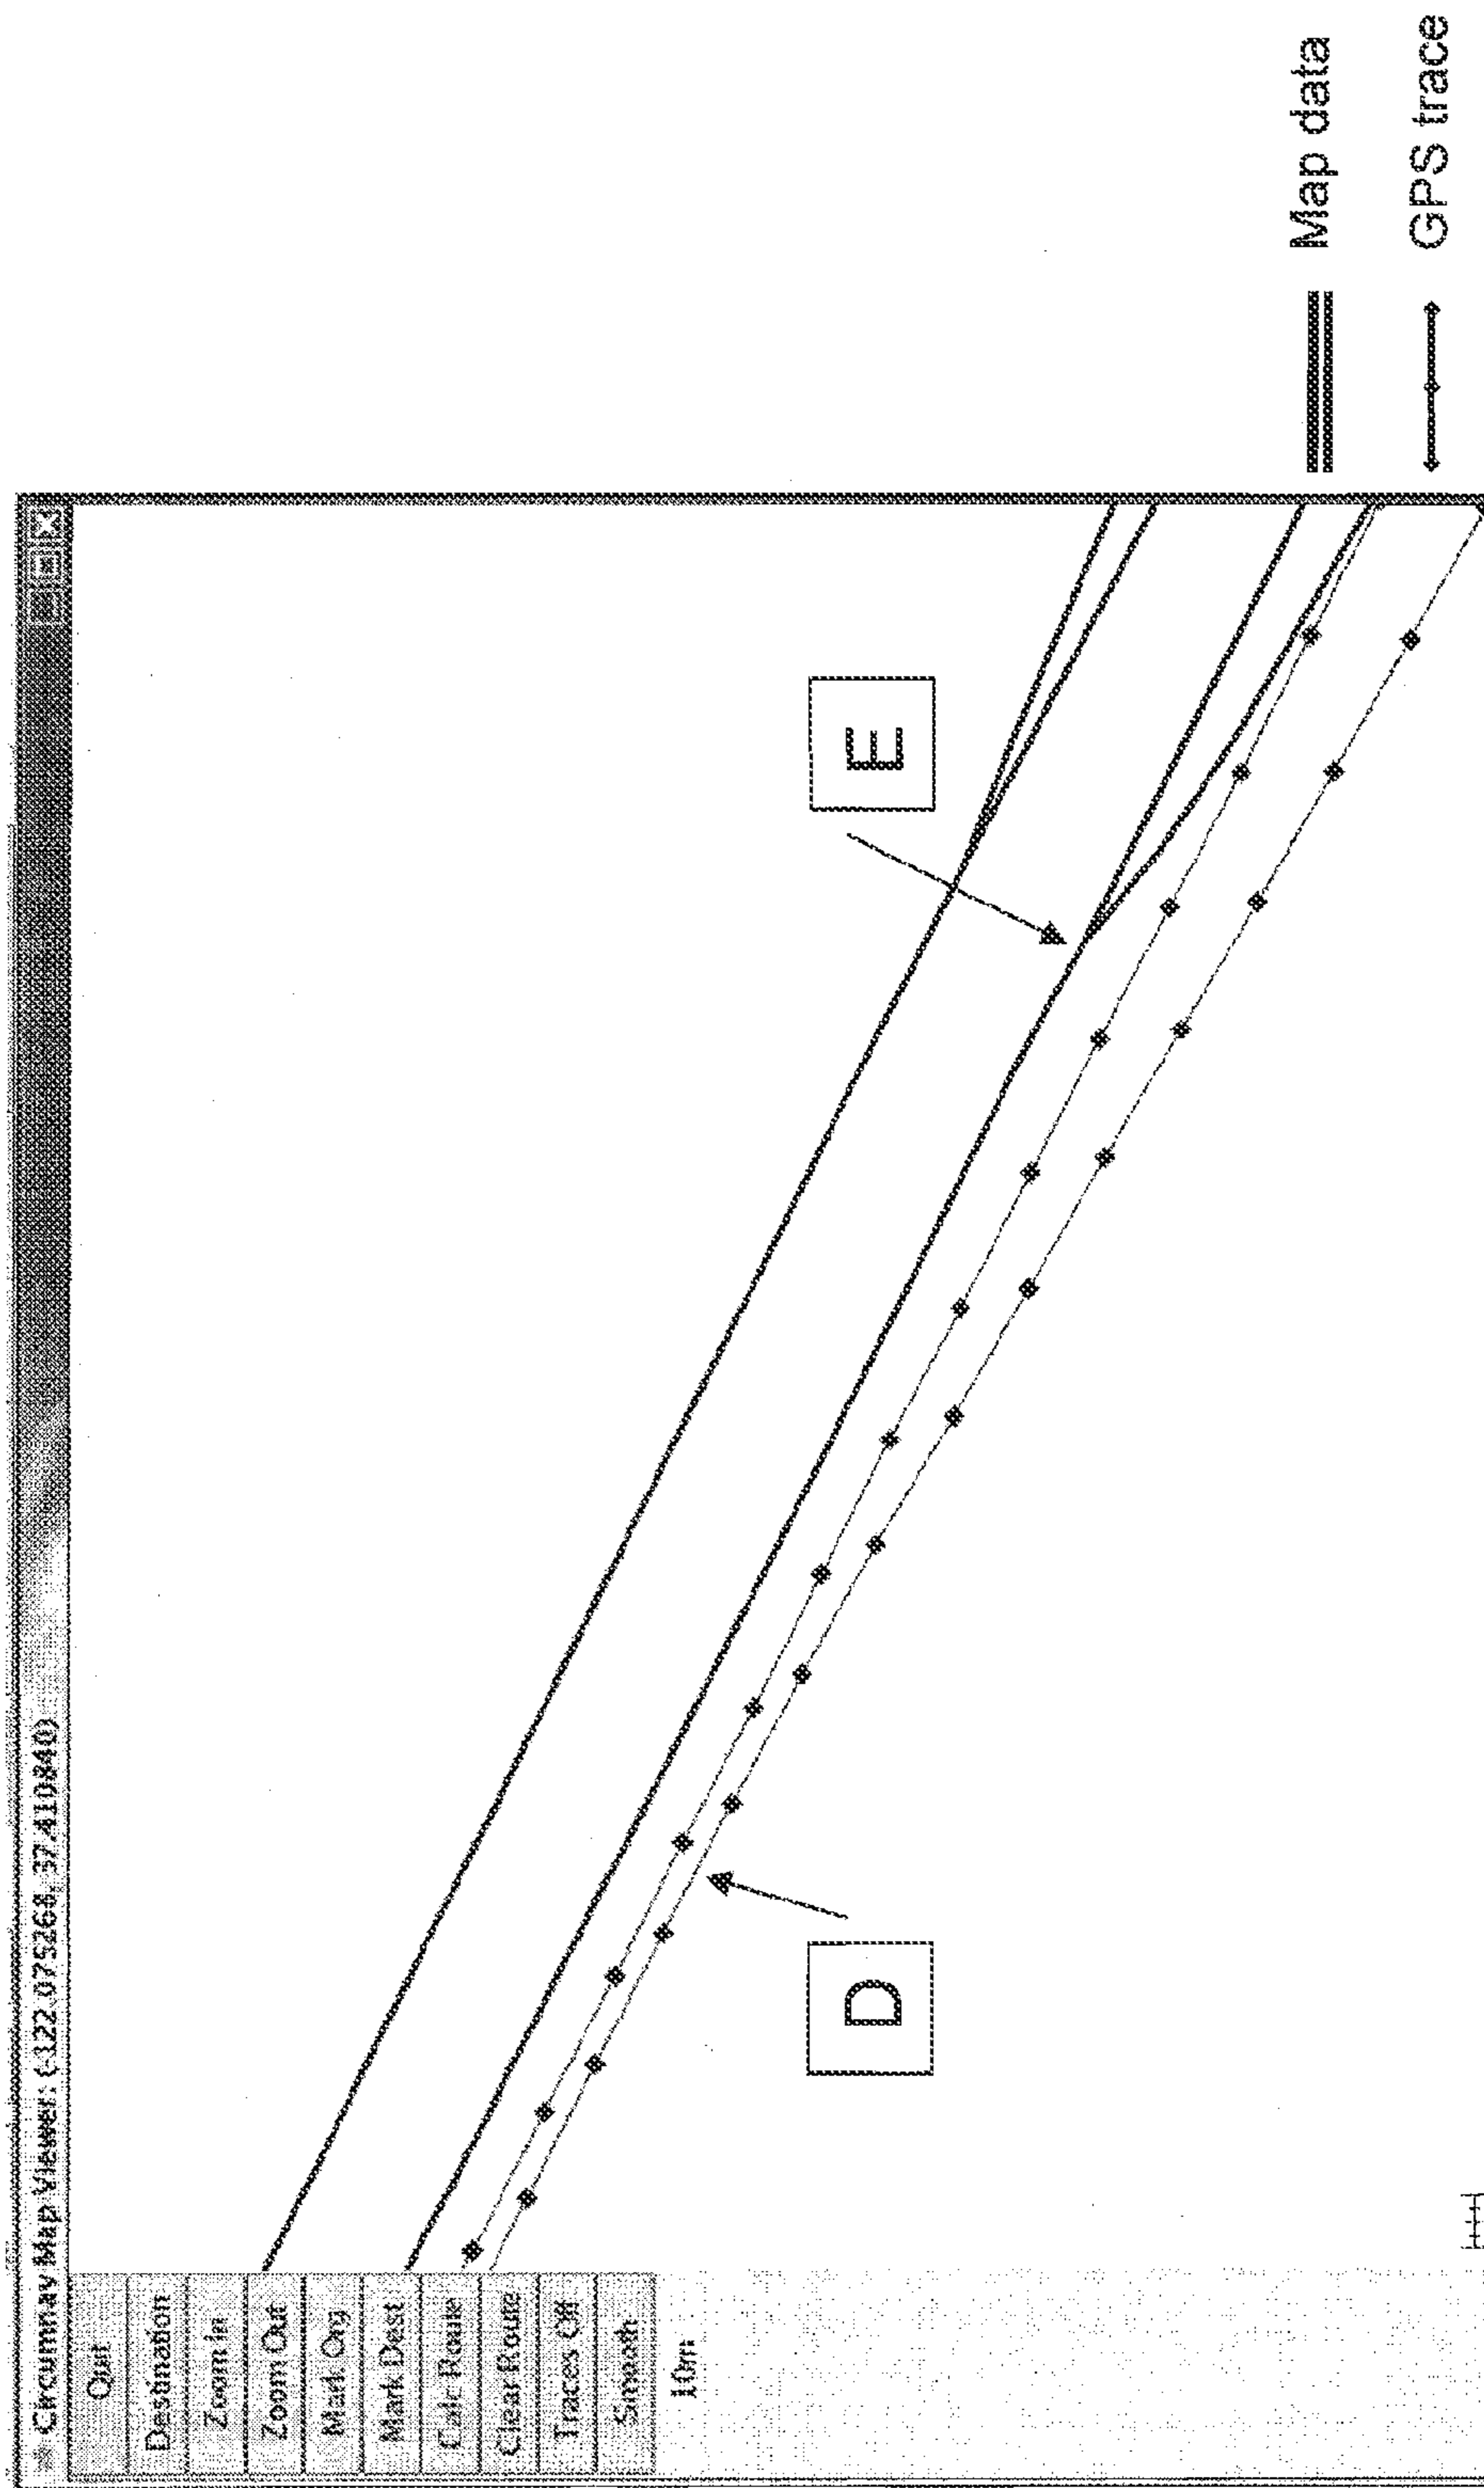 Circumnav Map Viewer: (-122.075268, 37.410840)
Quit
Destination
Zoom In
Zoom Out
Mark Org
Mark Dest
Calc Route
Clear Route
Traces Off
Smooth
10m
D
E
Map data
GPS trace